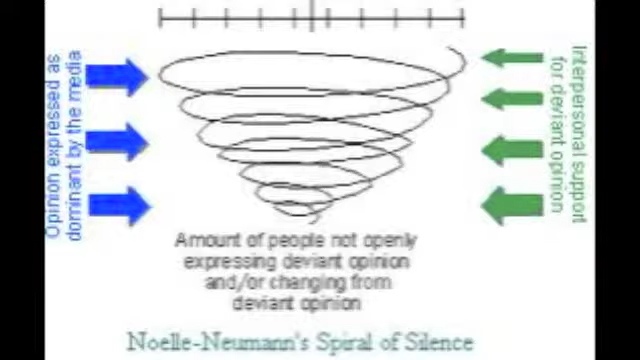 Opinion expressed as
dominant by the media
Interpersonal support
for deviant opinion
Amount of people not openly
expressing deviant opinion
and/or changing from
deviant opinion
Noelle-Neumann's Spiral of Silence